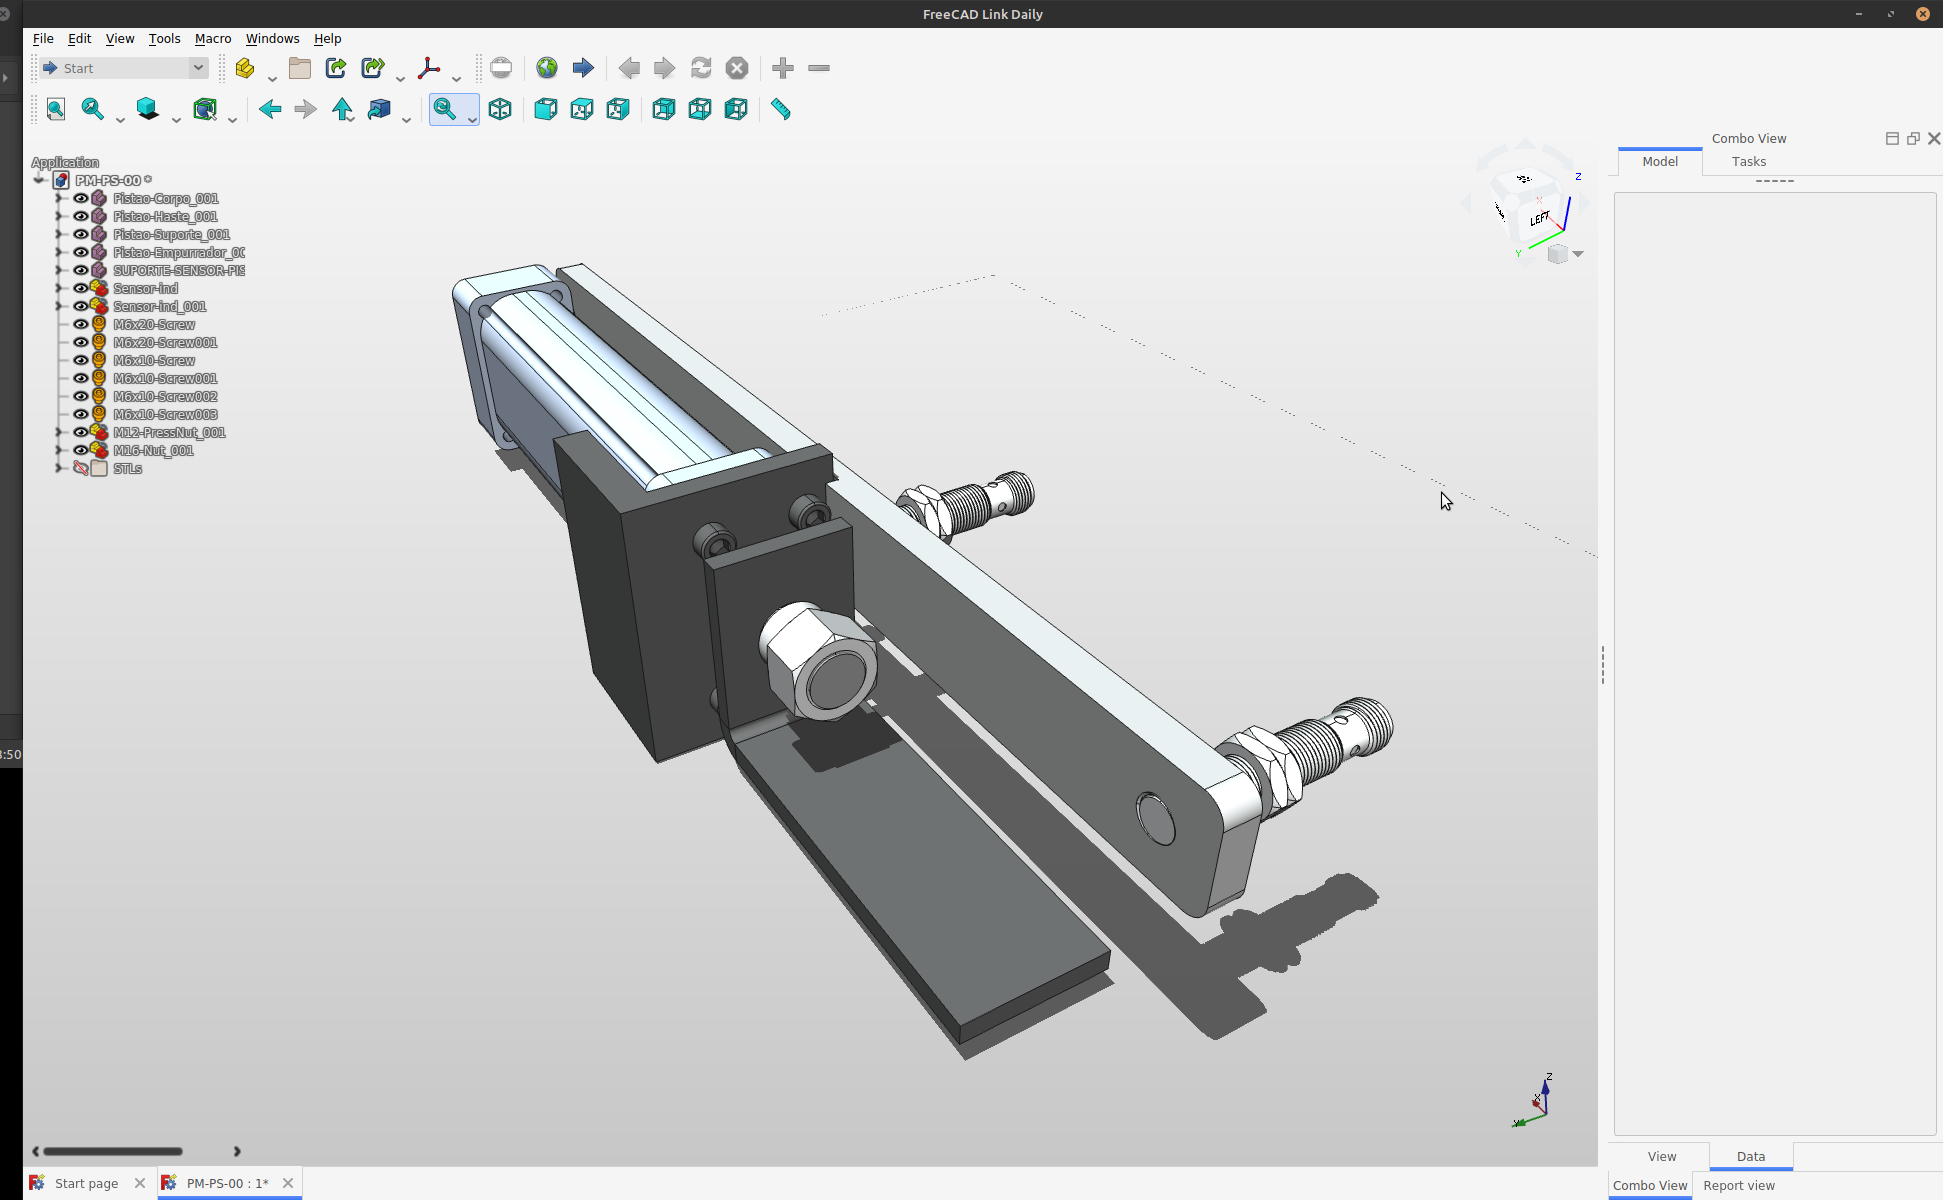 FreeCAD Link Daily
File Edit View Tools Macro Windows Help
Start
Combo View
Model Tasks
Application
PM-PS-00 *
Pistao-Corpo_001
Pistao-Haste_001
Pistao-Suporte_001
Pistao-Empurrador_00
SUPORTE-SENSOR-PIS
Sensor-ind
Sensor-ind_001
M6x20-Screw
M6x20-Screw001
M6x10-Screw
M6x10-Screw001
M6x10-Screw002
M6x10-Screw003
M12-PressNut_001
M16-Nut_001
STLs
Z
X
LEFT
Y
:50
Z
X
Y
View Data
Start page PM-PS-00 : 1*
Combo View Report view